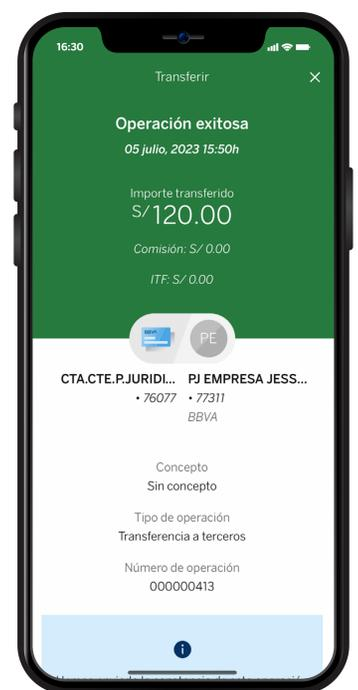 16:30
Transferir
Operación exitosa
05 julio, 2023 15:50h
Importe transferido
S/ 120.00
Comisión: S/ 0.00
ITF: S/ 0.00
BBVA
PE
CTA.CTE.P.JURIDI... PJ EMPRESA JESS...
• 76077 • 77311
BBVA
Concepto
Sin concepto
Tipo de operación
Transferencia a terceros
Número de operación
000000413